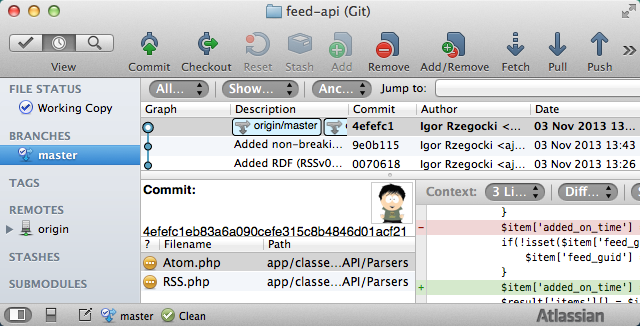 feed-api (Git)
View Commit Checkout Reset Stash Add Remove Add/Remove Fetch Pull Push »
FILE STATUS
Working Copy
BRANCHES
master
TAGS
REMOTES
origin
STASHES
SUBMODULES
All... Show... Anc... Jump to:
Graph Description Commit Author Date
origin/master 4efefc1 Igor Rzegocki <... 03 Nov 2013 13...
Added non-breaki... 9e0b115 Igor Rzegocki <aj... 03 Nov 2013 13:43
Added RDF (RSSv0... 0070618 Igor Rzegocki <aj... 03 Nov 2013 13:26
Commit:
4efefc1eb83a6a090cefe315c8b4846d01acf21
? Filename Path
Atom.php app/classe...API/Parsers
RSS.php app/classe...API/Parsers
Context: 3 Li... Diff...
}
- $item['added_on_time']
if(!isset($item['feed_g
$item['feed_guid']
}
+ $item['added_on_time']
$result['items'][] = $i
master Clean Atlassian